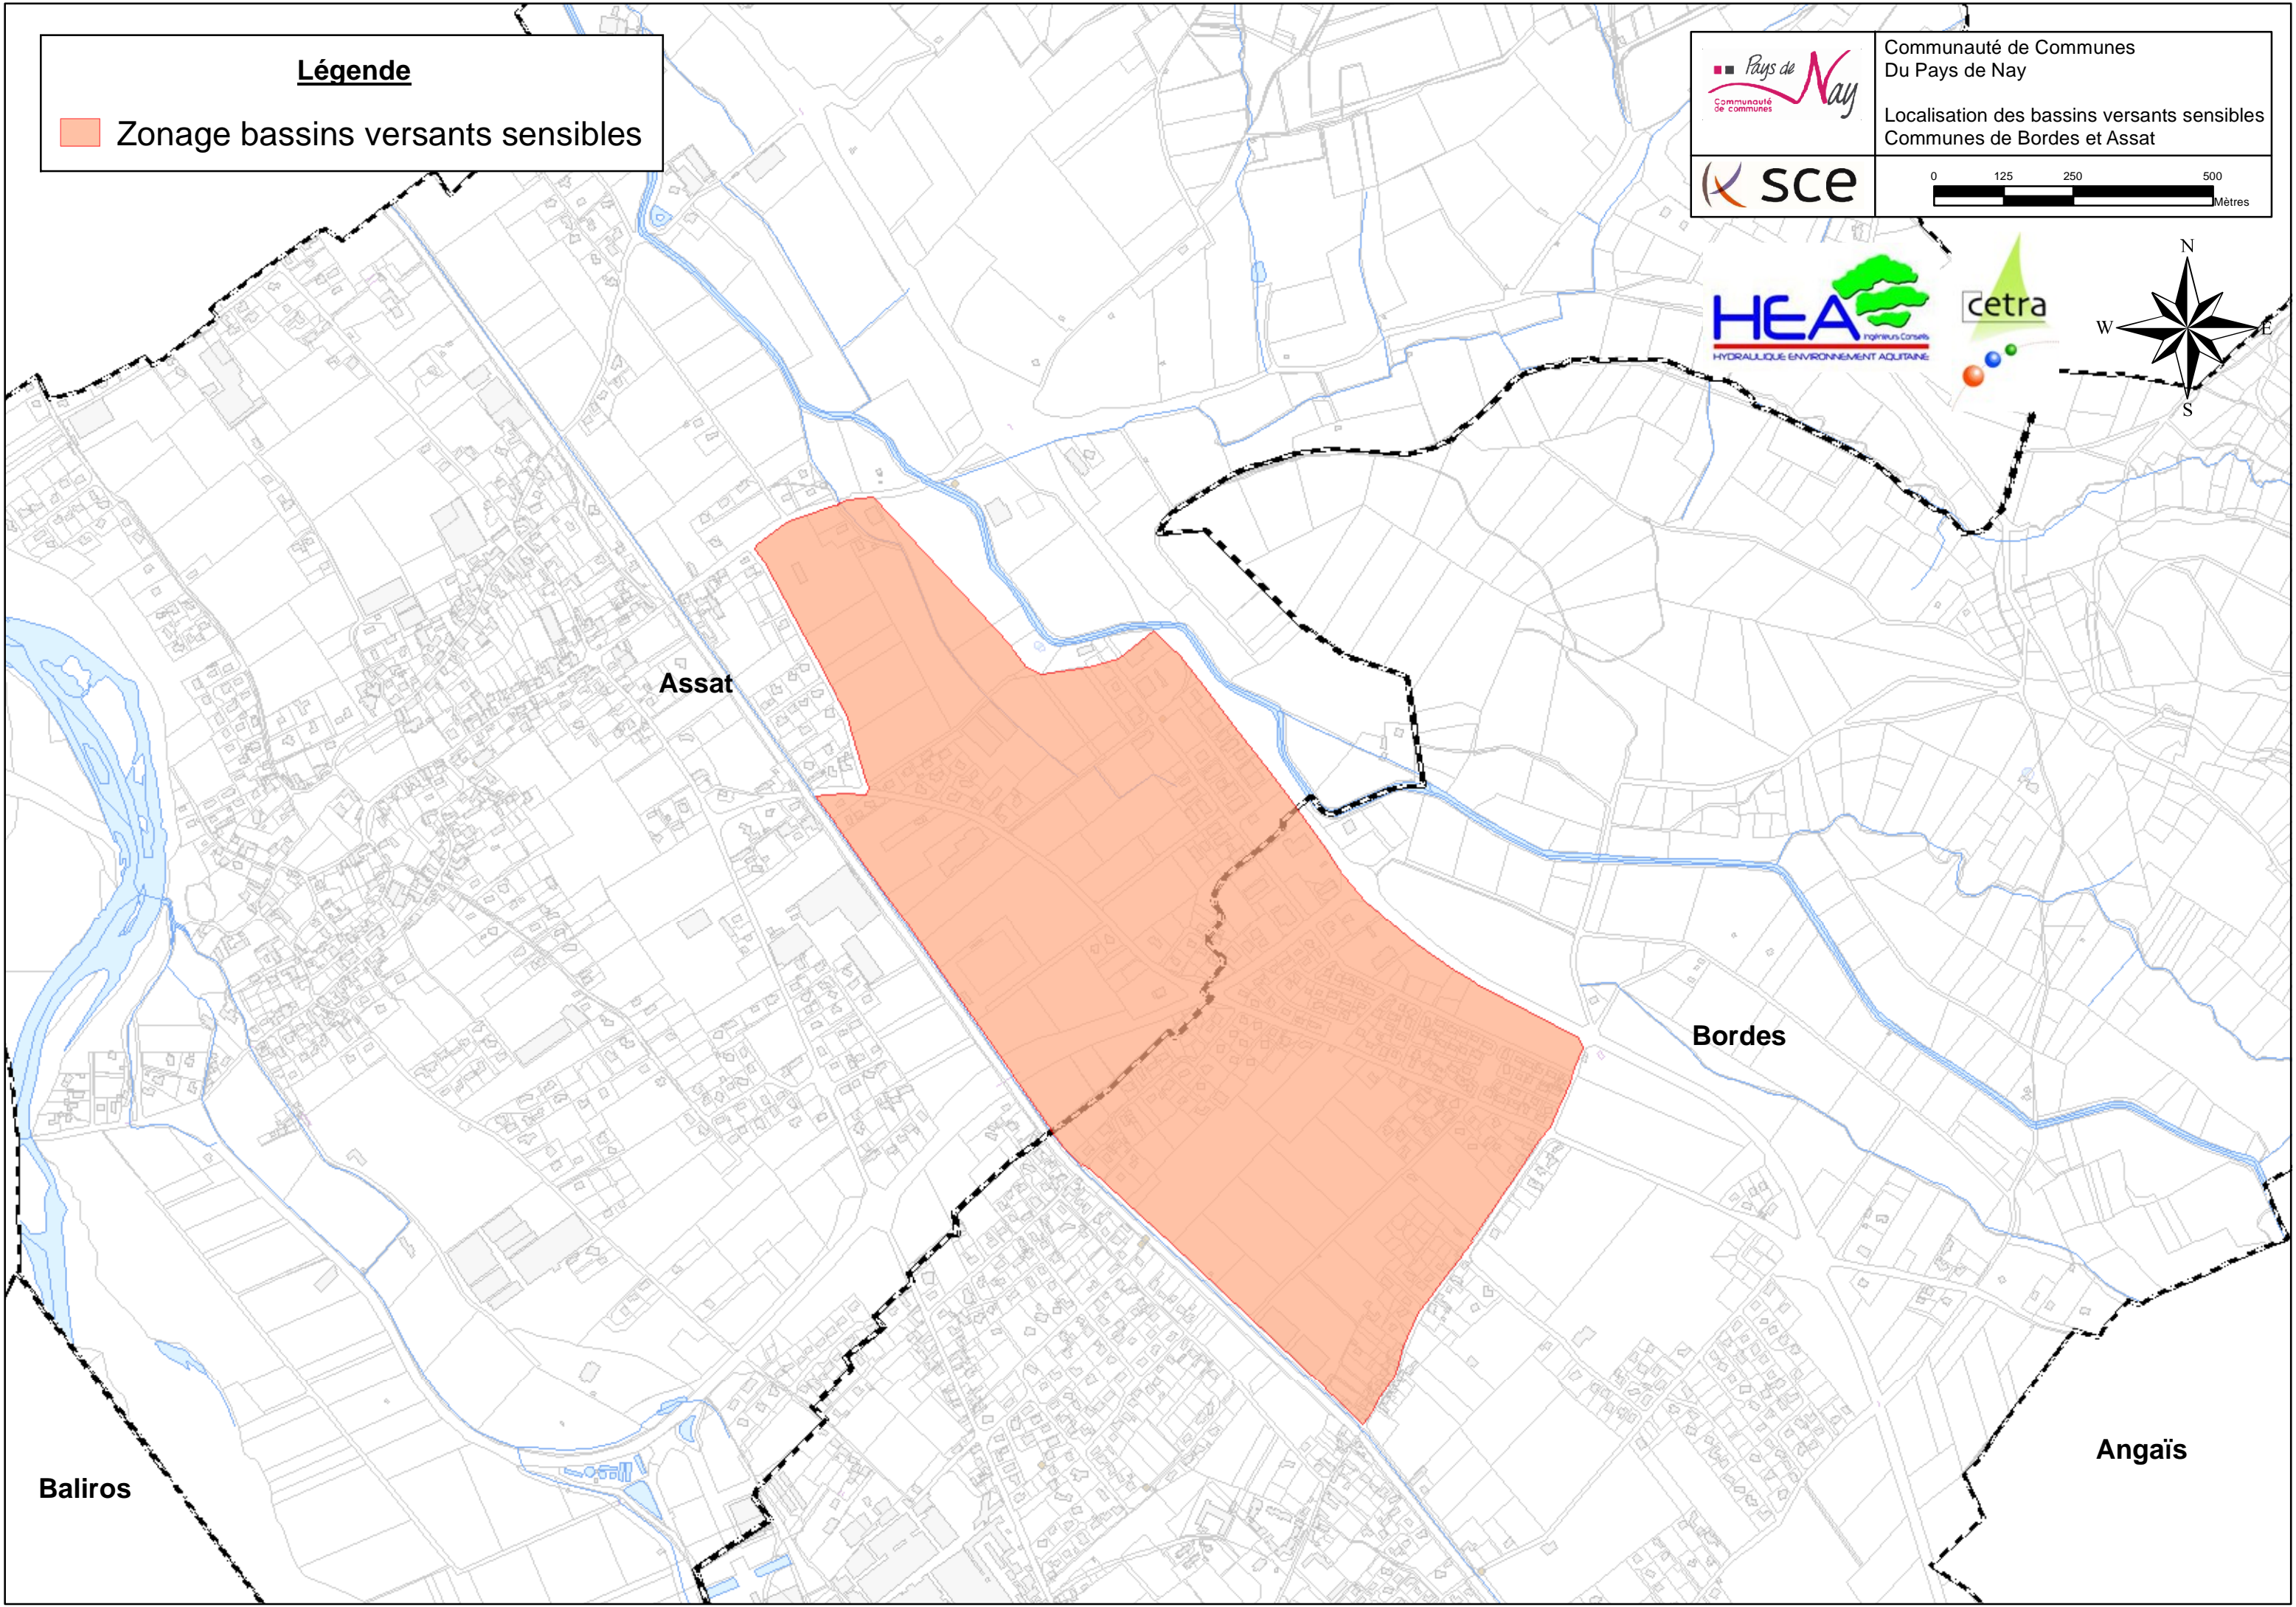 Légende
Zonage bassins versants sensibles
Pays de Nay
Communauté
de communes
Communauté de Communes
Du Pays de Nay
Localisation des bassins versants sensibles
Communes de Bordes et Assat
sce
0 125 250 500
Mètres
HEA
Ingénieurs Conseils
HYDRAULIQUE ENVIRONNEMENT AQUITAINE
cetra
N
W E
S
Assat
Bordes
Angaïs
Baliros